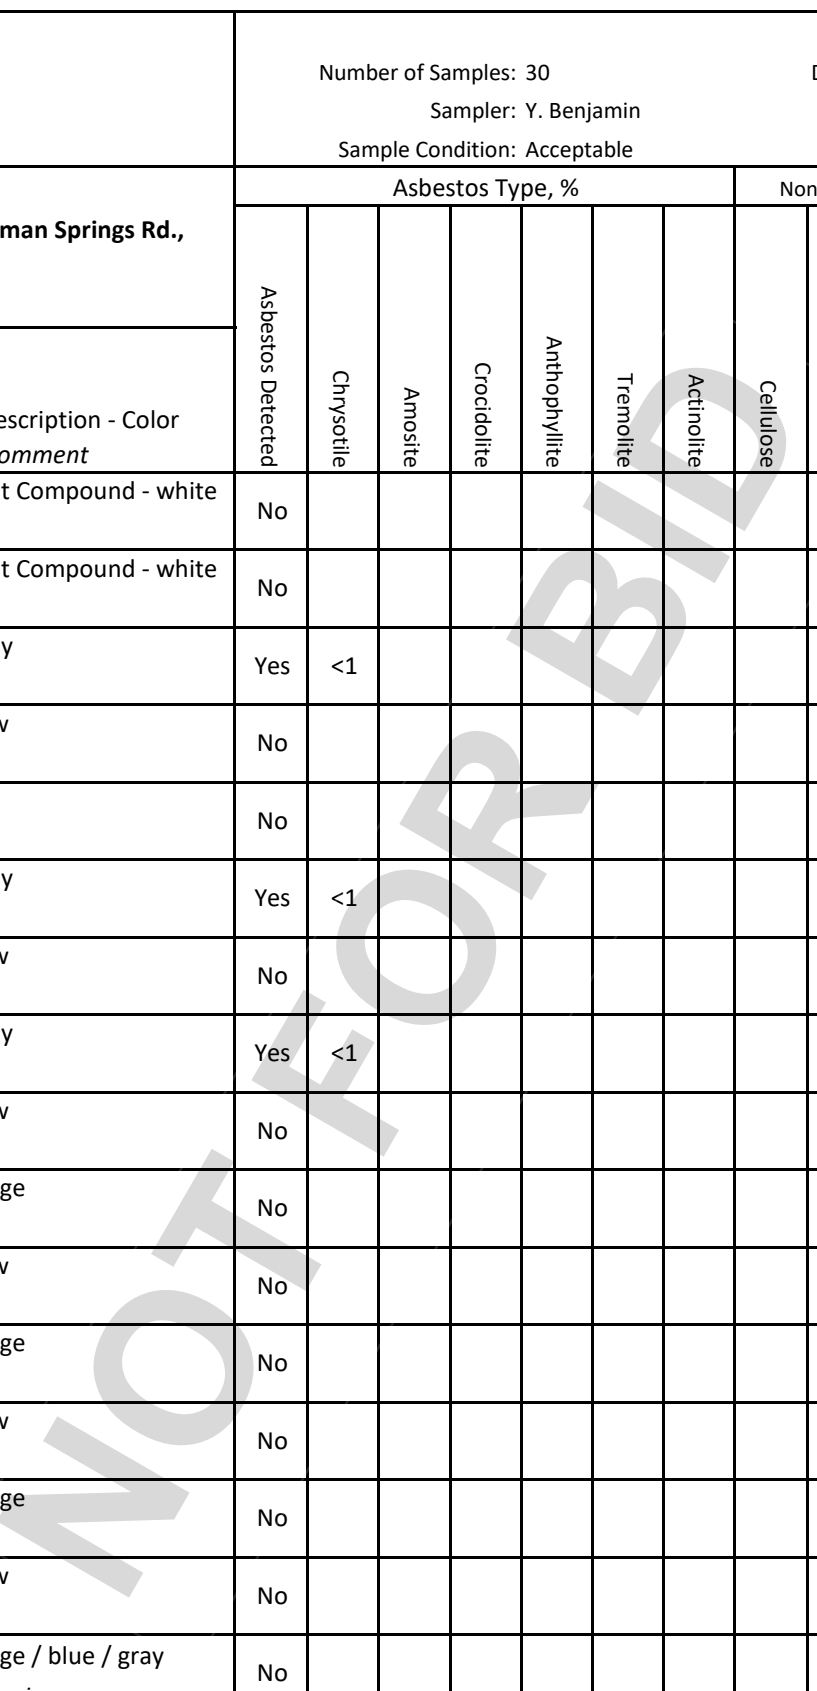 Number of Samples: 30
Sampler: Y. Benjamin
Sample Condition: Acceptable
Asbestos Type, %
Non
man Springs Rd.,
Asbestos Detected
Chrysotile
Amosite
Crocidolite
Anthophyllite
Tremolite
Actinolite
Cellulose
escription - Color
omment
t Compound - white
No
t Compound - white
No
y
Yes <1
w
No
No
y
Yes <1
w
No
y
Yes <1
w
No
ge
No
w
No
ge
No
w
No
ge
No
w
No
ge / blue / gray
No
NOT FOR BID